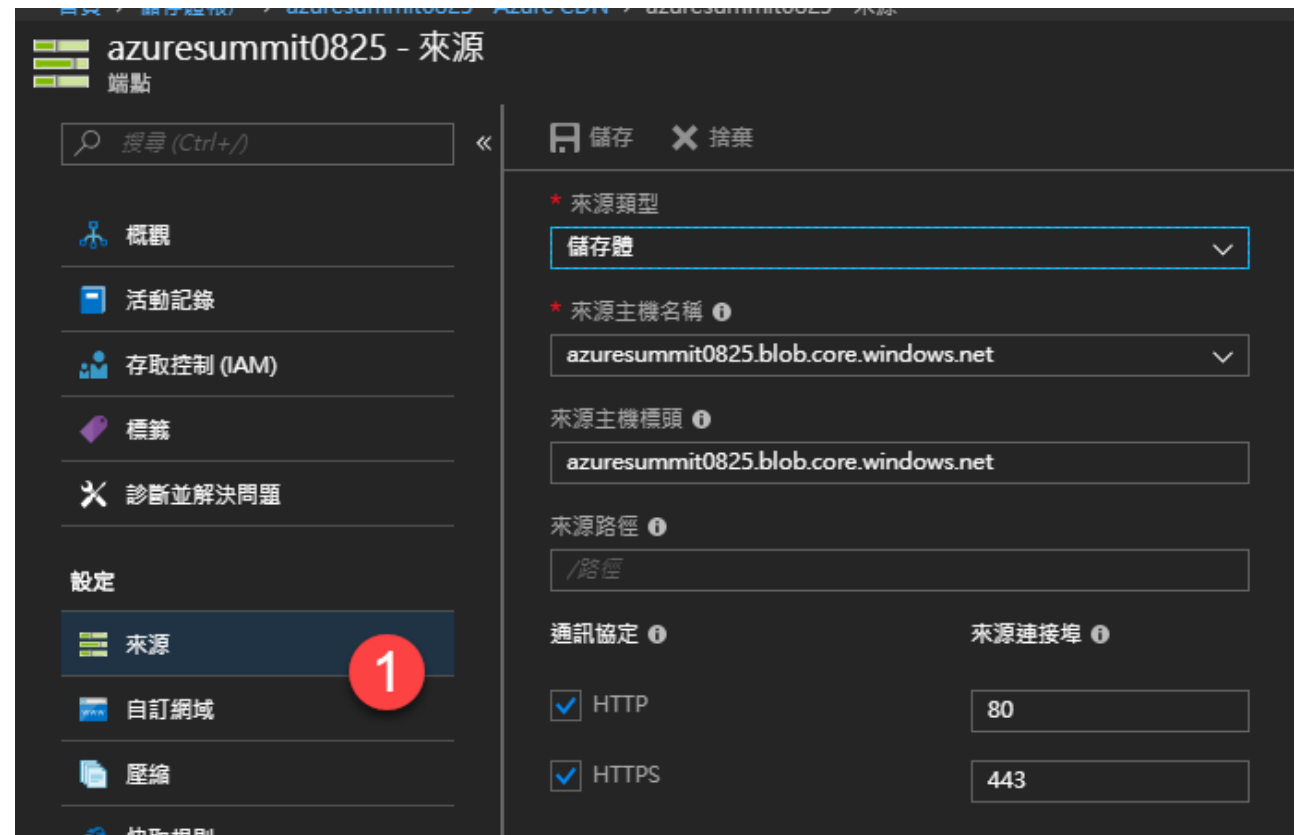 azuresummit0825 - 來源
端點
搜尋 (Ctrl+/)
«
概觀
活動記錄
存取控制 (IAM)
標籤
診斷並解決問題
設定
來源
1
自訂網域
壓縮
快取規則
儲存 捨棄
* 來源類型
儲存體
* 來源主機名稱
azuresummit0825.blob.core.windows.net
來源主機標頭
azuresummit0825.blob.core.windows.net
來源路徑
/路徑
通訊協定 來源連接埠
HTTP 80
HTTPS 443